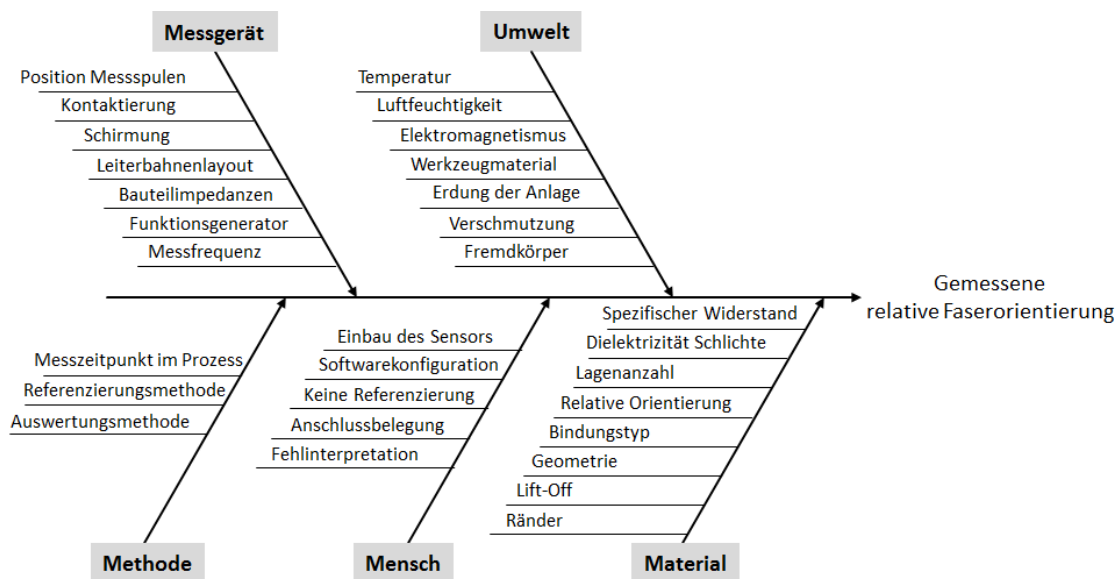 Messgerät
Position Messspulen
Kontaktierung
Schirmung
Leiterbahnenlayout
Bauteilimpedanzen
Funktionsgenerator
Messfrequenz
Umwelt
Temperatur
Luftfeuchtigkeit
Elektromagnetismus
Werkzeugmaterial
Erdung der Anlage
Verschmutzung
Fremdkörper
Gemessene
relative Faserorientierung
Messzeitpunkt im Prozess
Referenzierungsmethode
Auswertungsmethode
Methode
Einbau des Sensors
Softwarekonfiguration
Keine Referenzierung
Anschlussbelegung
Fehlinterpretation
Mensch
Spezifischer Widerstand
Dielektrizität Schlichte
Lagenanzahl
Relative Orientierung
Bindungstyp
Geometrie
Lift-Off
Ränder
Material